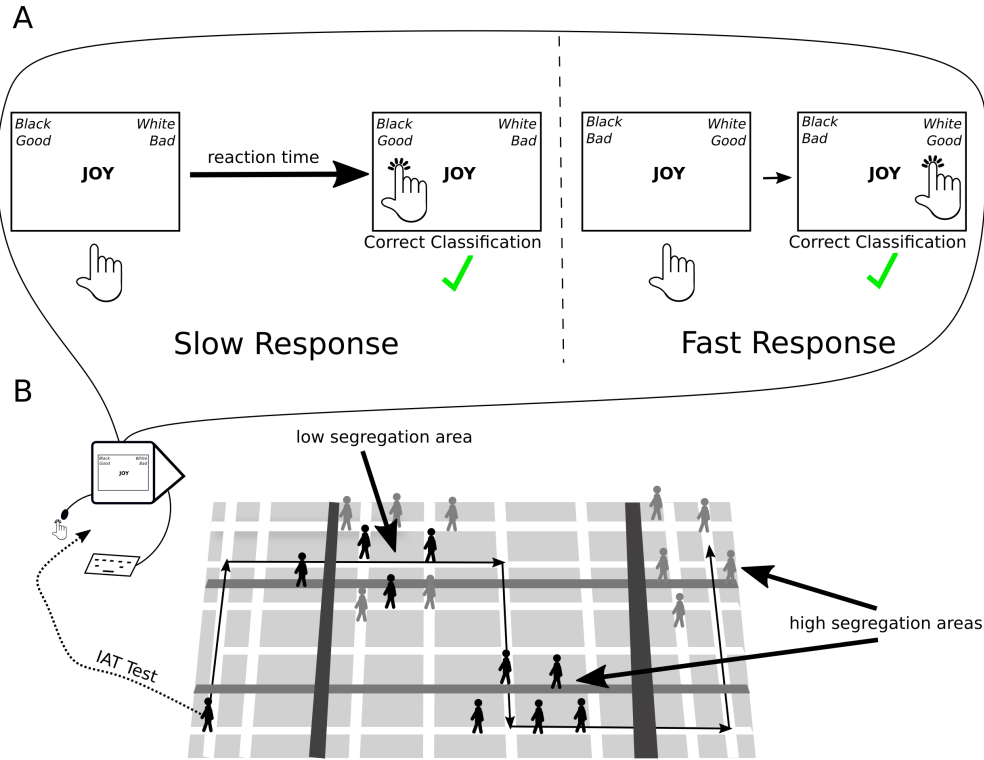 A
Black
Good
White
Bad
JOY
reaction time
Black
Good
White
Bad
JOY
Correct Classification
Black
Bad
White
Good
JOY
Black
Bad
White
Good
JOY
Correct Classification
Slow Response
Fast Response
B
low segregation area
Black
Good
White
Bad
JOY
high segregation areas
IAT Test